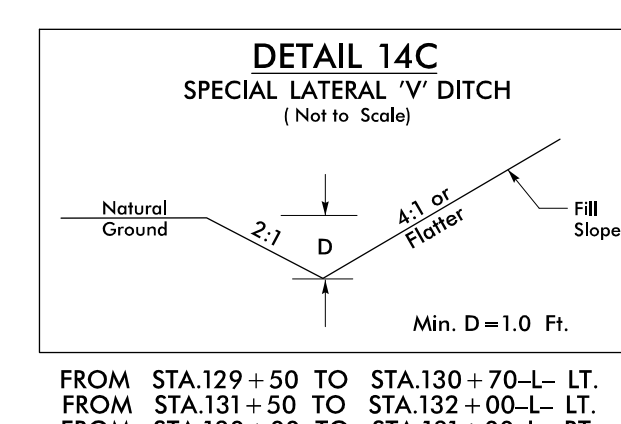 DETAIL 14C
SPECIAL LATERAL 'V' DITCH
( Not to Scale)
Natural
Ground
2:1
D
4:1 or
Flatter
Fill
Slope
Min. D=1.0 Ft.
FROM STA.129+50 TO STA.130+70-L- LT.
FROM STA.131+50 TO STA.132+00-L- LT.
FROM TO